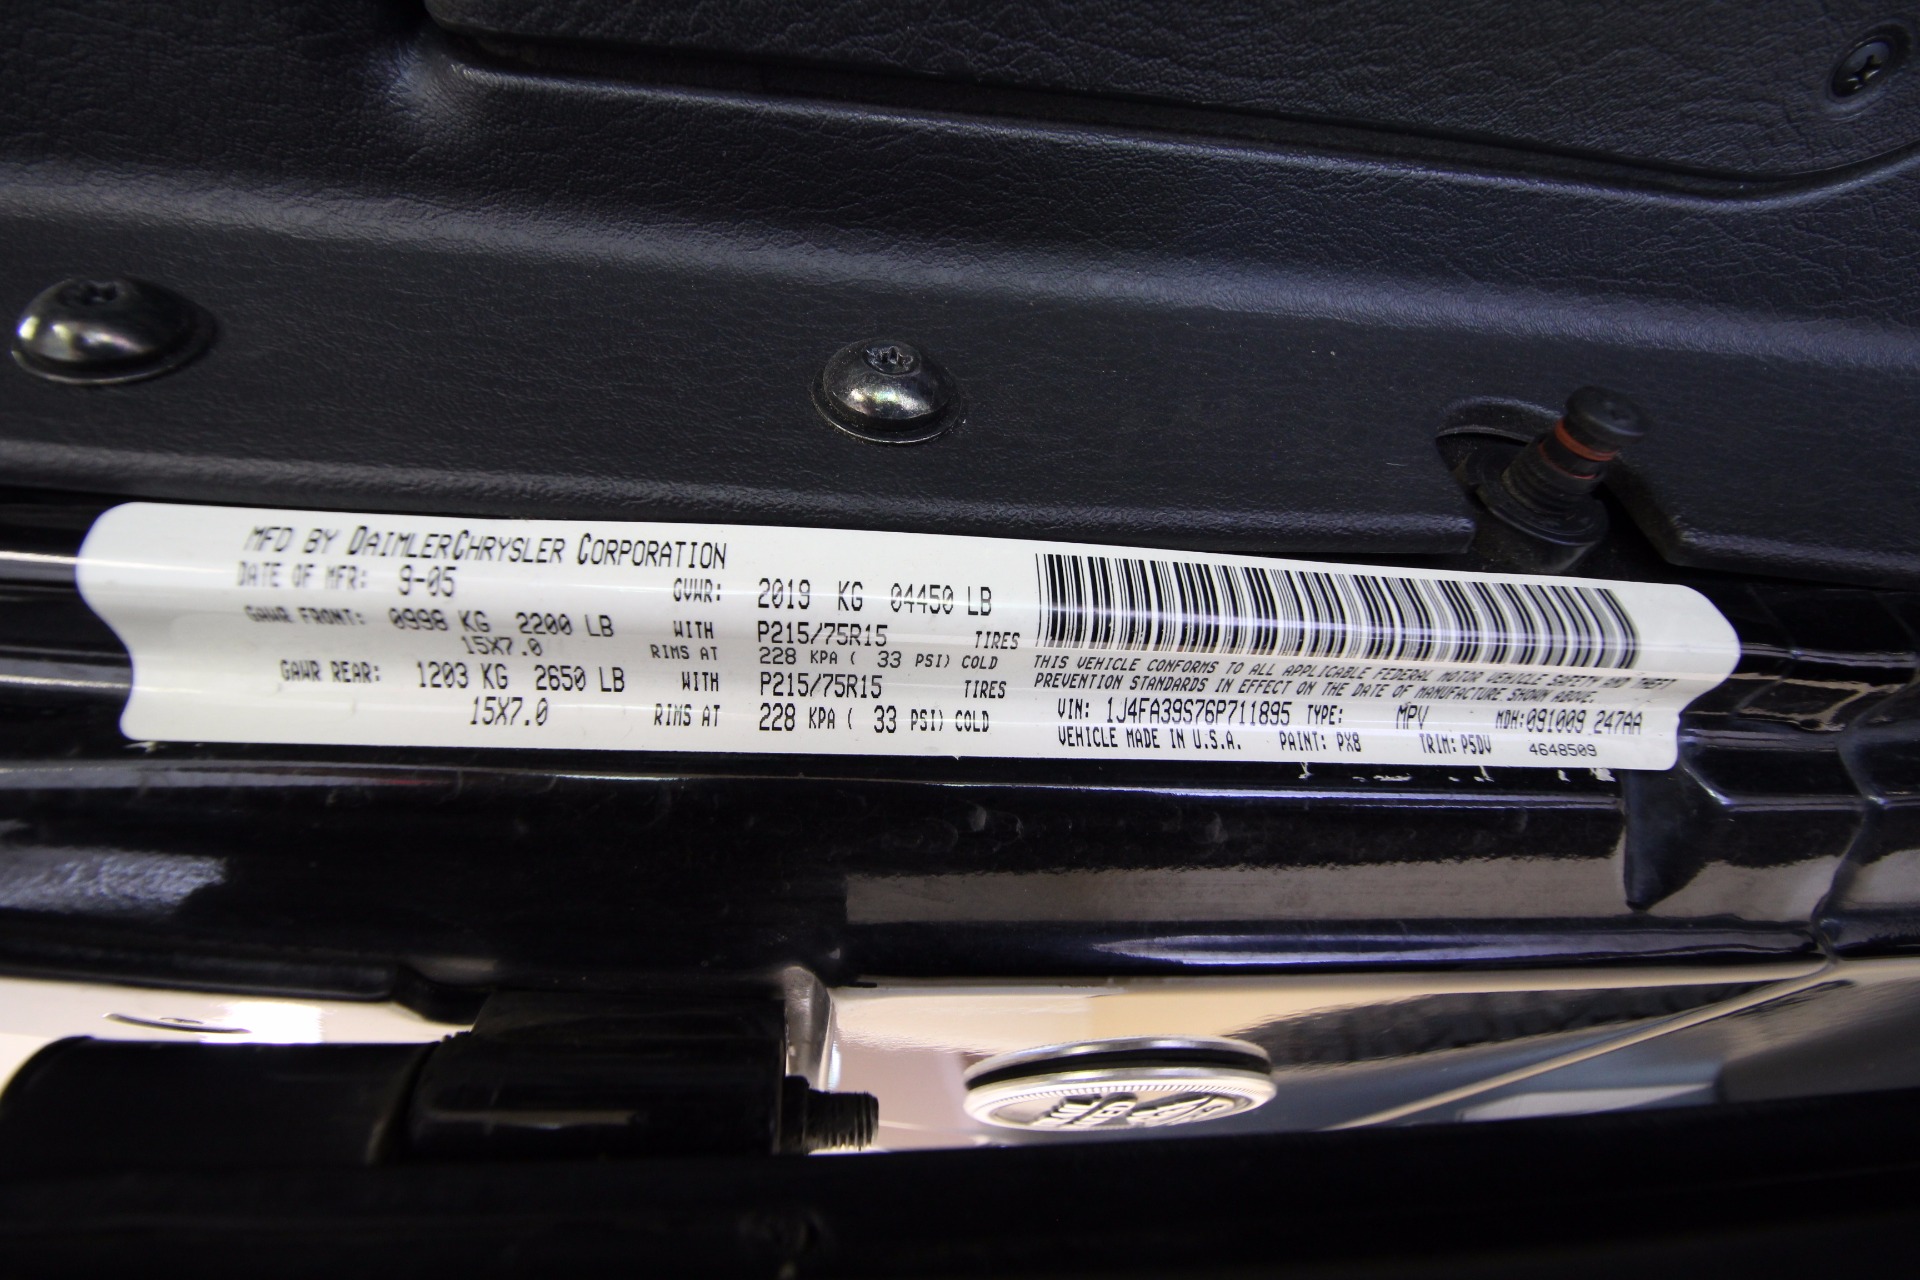 MFD BY DAIMLERCHRYSLER CORPORATION
DATE OF MFR: 9-05 GVWR: 2019 KG 04450 LB
GAWR FRONT: 0998 KG 2200 LB WITH P215/75R15 TIRES
15X7.0 RIMS AT 228 KPA ( 33 PSI) COLD
GAWR REAR: 1203 KG 2650 LB WITH P215/75R15 TIRES
15X7.0 RIMS AT 228 KPA ( 33 PSI) COLD
THIS VEHICLE CONFORMS TO ALL APPLICABLE FEDERAL MOTOR VEHICLE SAFETY AND THEFT
PREVENTION STANDARDS IN EFFECT ON THE DATE OF MANUFACTURE SHOWN ABOVE.
VIN: 1J4FA39S76P711895 TYPE: MPV MDH:091009 247AA
VEHICLE MADE IN U.S.A. PAINT: PX8 TRIM: P5DV 4648509